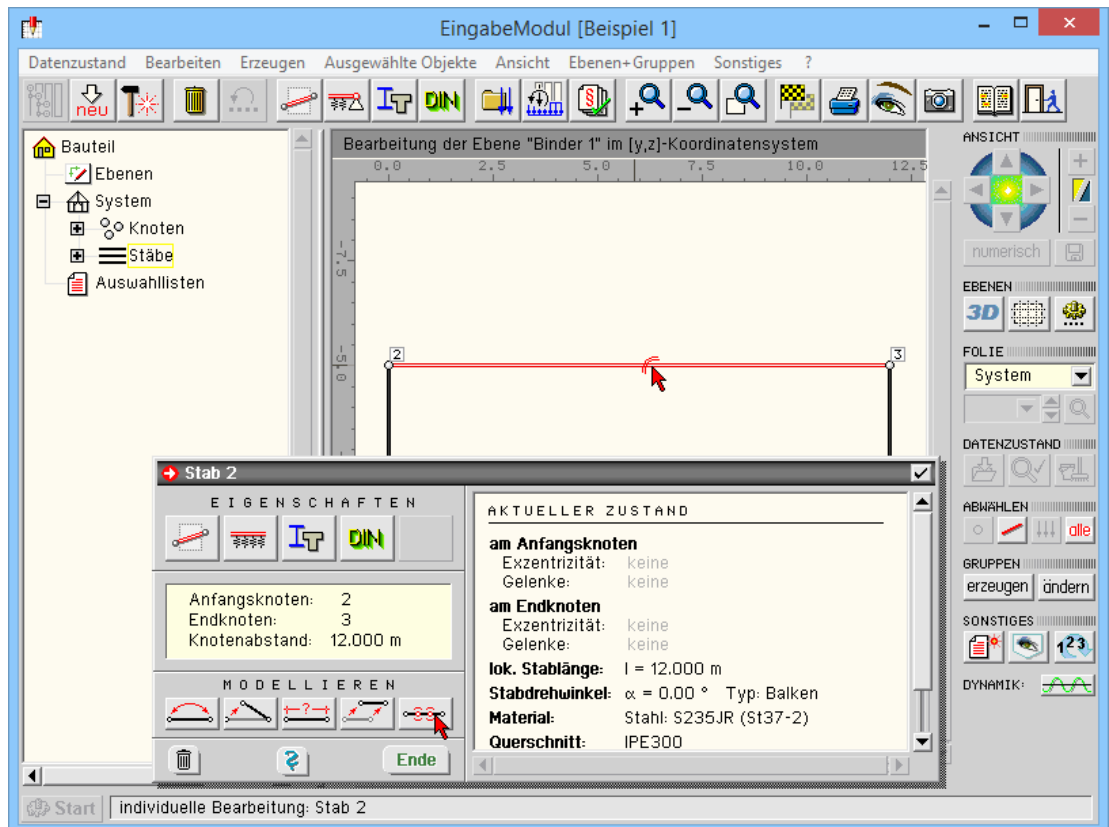 EingabeModul [Beispiel 1]
Datenzustand Bearbeiten Erzeugen Ausgewählte Objekte Ansicht Ebenen+Gruppen Sonstiges ?
neu DIN §
Bauteil
Ebenen
System
Knoten
Stäbe
Auswahllisten
Bearbeitung der Ebene "Binder 1" im [y,z]-Koordinatensystem
0.0 2.5 5.0 7.5 10.0 12.5
-7.5
-5.0
2 3
ANSICHT
numerisch
EBENEN
3D
FOLIE
System
DATENZUSTAND
ABWÄHLEN
alle
GRUPPEN
erzeugen ändern
SONSTIGES
123
DYNAMIK:
Stab 2
EIGENSCHAFTEN
DIN
Anfangsknoten: 2
Endknoten: 3
Knotenabstand: 12.000 m
MODELLIEREN
?
Ende
AKTUELLER ZUSTAND
am Anfangsknoten
Exzentrizität: keine
Gelenke: keine
am Endknoten
Exzentrizität: keine
Gelenke: keine
lok. Stablänge: l = 12.000 m
Stabdrehwinkel: α = 0.00 ° Typ: Balken
Material: Stahl: S235JR (St37-2)
Querschnitt: IPE300
Start individuelle Bearbeitung: Stab 2